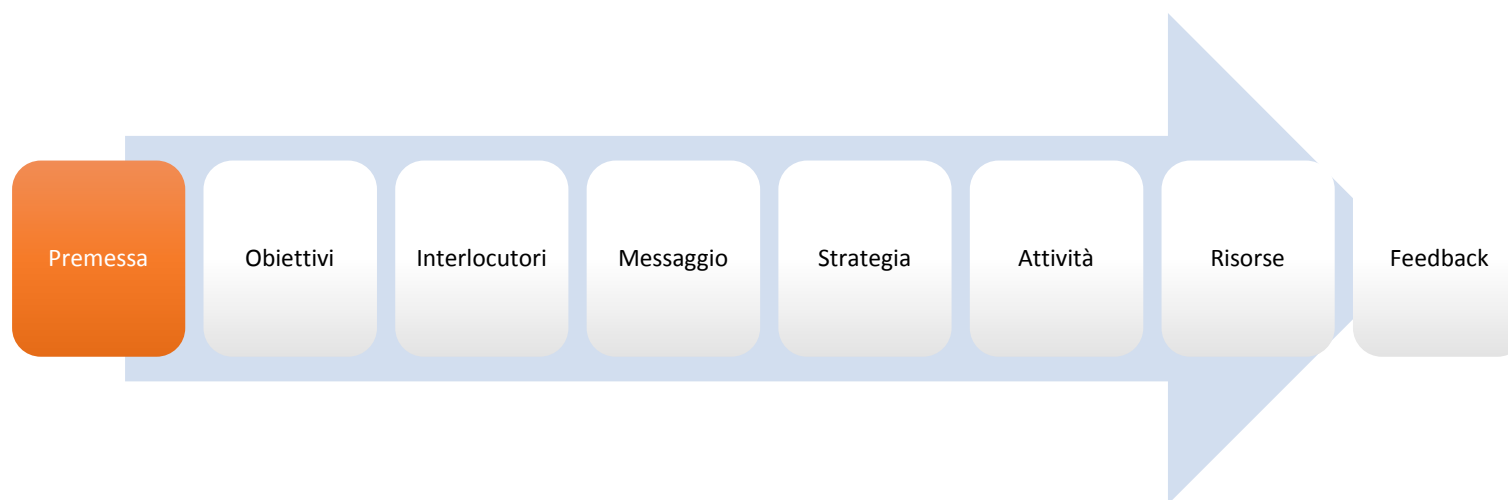 Premessa
Obiettivi
Interlocutori
Messaggio
Strategia
Attività
Risorse
Feedback